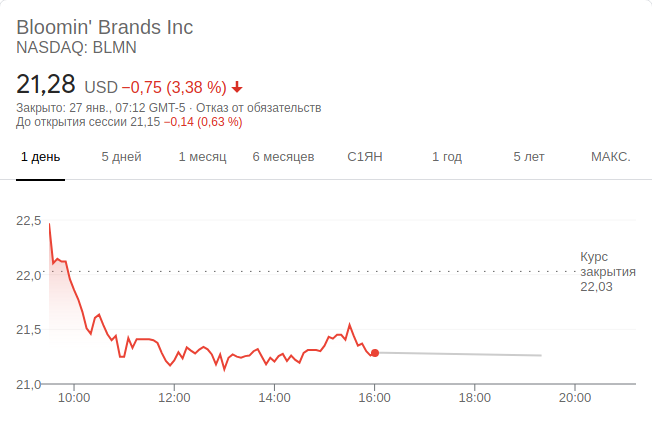 Bloomin' Brands Inc
NASDAQ: BLMN
21,28 USD −0,75 (3,38 %)
Закрыто: 27 янв., 07:12 GMT-5 · Отказ от обязательств
До открытия сессии 21,15 −0,14 (0,63 %)
1 день 5 дней 1 месяц 6 месяцев С1ЯН 1 год 5 лет МАКС.
22,5
22,0
21,5
21,0
Курс
закрытия
22,03
10:00 12:00 14:00 16:00 18:00 20:00